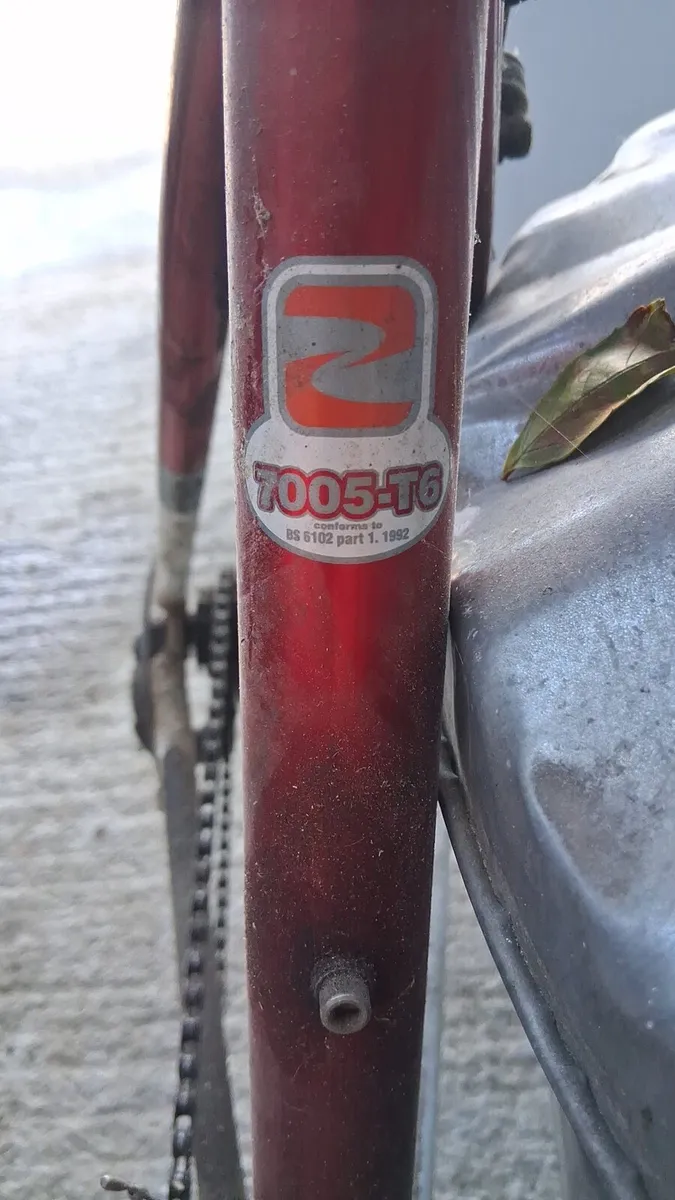 7005-T6
conforms to
BS 6102 part 1. 1992